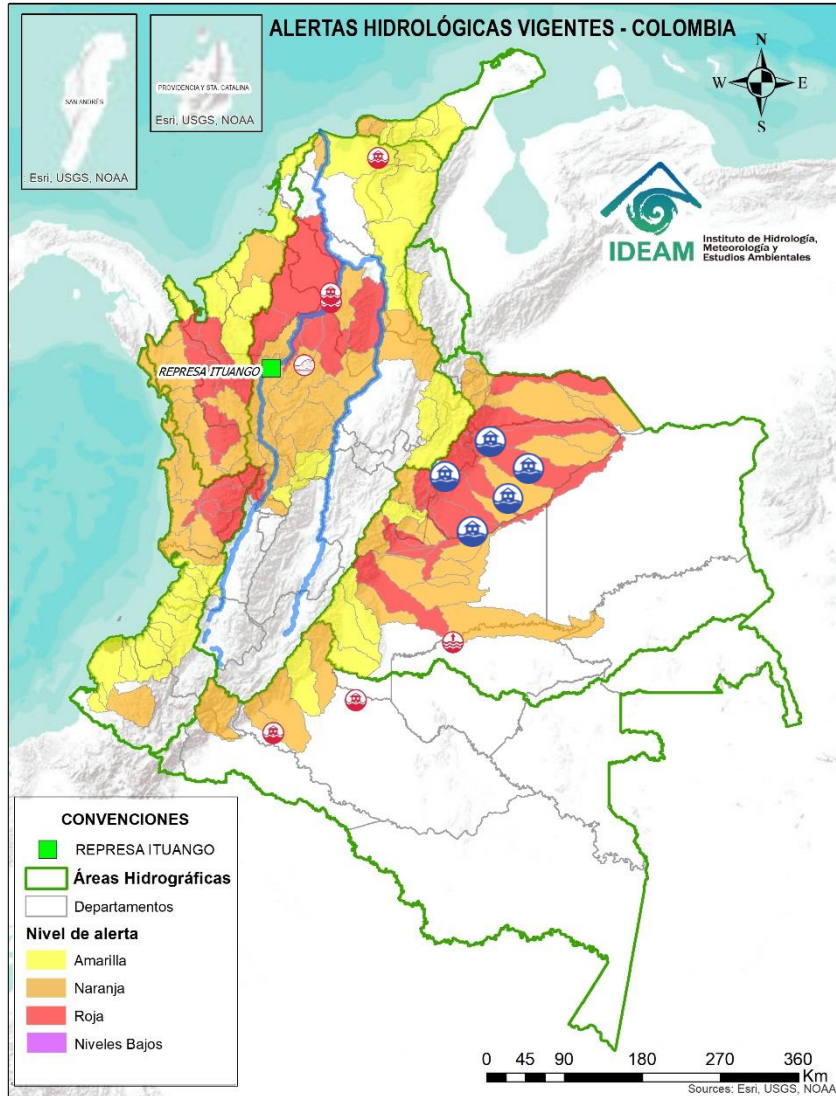 ALERTAS HIDROLÓGICAS VIGENTES - COLOMBIA
SAN ANDRÉS
Esri, USGS, NOAA
PROVIDENCIA Y STA. CATALINA
Esri, USGS, NOAA
N
W
E
S
IDEAM
Instituto de Hidrología,
Meteorología y
Estudios Ambientales
REPRESA ITUANGO
CONVENCIONES
REPRESA ITUANGO
Áreas Hidrográficas
Departamentos
Nivel de alerta
Amarilla
Naranja
Roja
Niveles Bajos
0 45 90 180 270 360
Km
Sources: Esri, USGS, NOAA